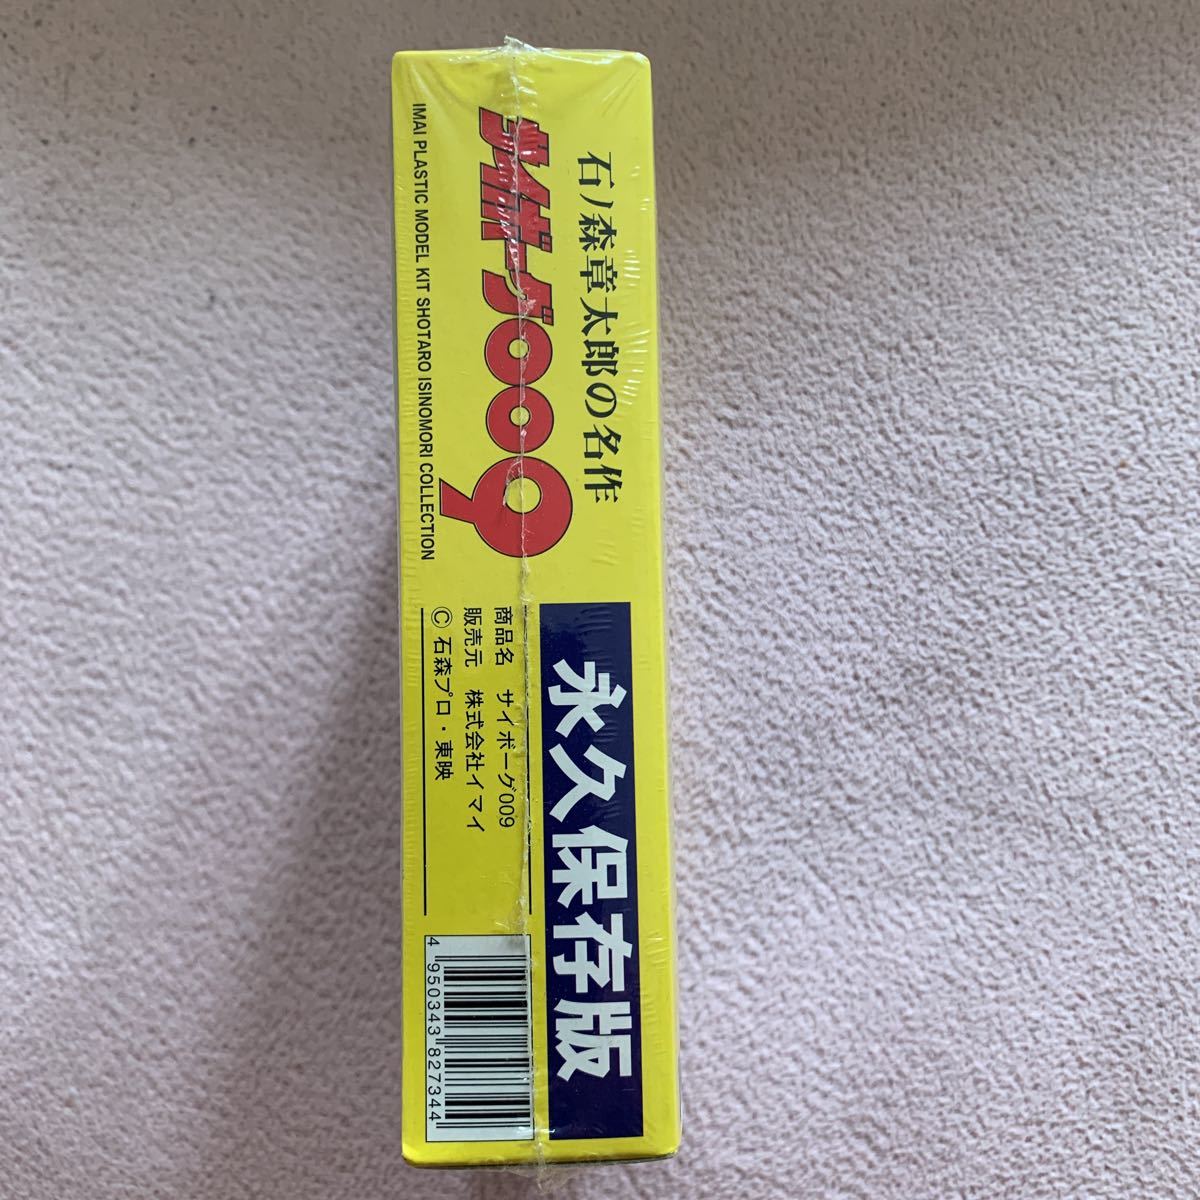 石ノ森章太郎の名作
サイボーグ009
IMAI PLASTIC MODEL KIT SHOTARO ISINOMORI COLLECTION
永久保存版
商品名 サイボーグ009
販売元 株式会社イマイ
© 石森プロ・東映
4 950343 827344